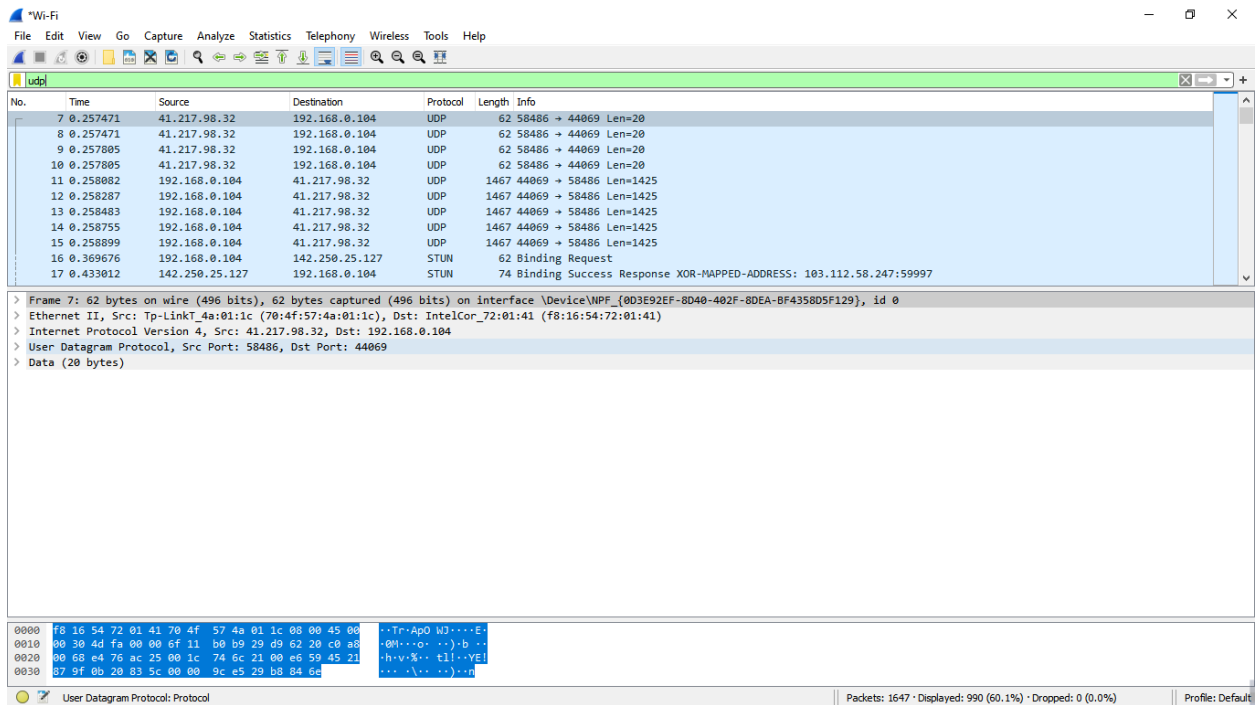 *Wi-Fi
File Edit View Go Capture Analyze Statistics Telephony Wireless Tools Help
udp
No. Time Source Destination Protocol Length Info
7 0.257471 41.217.98.32 192.168.0.104 UDP 62 58486 → 44069 Len=20
8 0.257471 41.217.98.32 192.168.0.104 UDP 62 58486 → 44069 Len=20
9 0.257805 41.217.98.32 192.168.0.104 UDP 62 58486 → 44069 Len=20
10 0.257805 41.217.98.32 192.168.0.104 UDP 62 58486 → 44069 Len=20
11 0.258082 192.168.0.104 41.217.98.32 UDP 1467 44069 → 58486 Len=1425
12 0.258287 192.168.0.104 41.217.98.32 UDP 1467 44069 → 58486 Len=1425
13 0.258483 192.168.0.104 41.217.98.32 UDP 1467 44069 → 58486 Len=1425
14 0.258755 192.168.0.104 41.217.98.32 UDP 1467 44069 → 58486 Len=1425
15 0.258899 192.168.0.104 41.217.98.32 UDP 1467 44069 → 58486 Len=1425
16 0.369676 192.168.0.104 142.250.25.127 STUN 62 Binding Request
17 0.433012 142.250.25.127 192.168.0.104 STUN 74 Binding Success Response XOR-MAPPED-ADDRESS: 103.112.58.247:59997
> Frame 7: 62 bytes on wire (496 bits), 62 bytes captured (496 bits) on interface \Device\NPF_{0D3E92EF-8D40-402F-8DEA-BF4358D5F129}, id 0
> Ethernet II, Src: Tp-LinkT_4a:01:1c (70:4f:57:4a:01:1c), Dst: IntelCor_72:01:41 (f8:16:54:72:01:41)
> Internet Protocol Version 4, Src: 41.217.98.32, Dst: 192.168.0.104
> User Datagram Protocol, Src Port: 58486, Dst Port: 44069
> Data (20 bytes)
0000 f8 16 54 72 01 41 70 4f 57 4a 01 1c 08 00 45 00 ··Tr·ApO WJ····E·
0010 00 30 4d fa 00 00 6f 11 b0 b9 29 d9 62 20 c0 a8 ·0M···o· ··)·b ··
0020 00 68 e4 76 ac 25 00 1c 74 6c 21 00 e6 59 45 21 ·h·v·%·· tl!··YE!
0030 87 9f 0b 20 83 5c 00 00 9c e5 29 b8 84 6e ··· ·\·· ··)··n
User Datagram Protocol: Protocol Packets: 1647 · Displayed: 990 (60.1%) · Dropped: 0 (0.0%) Profile: Default